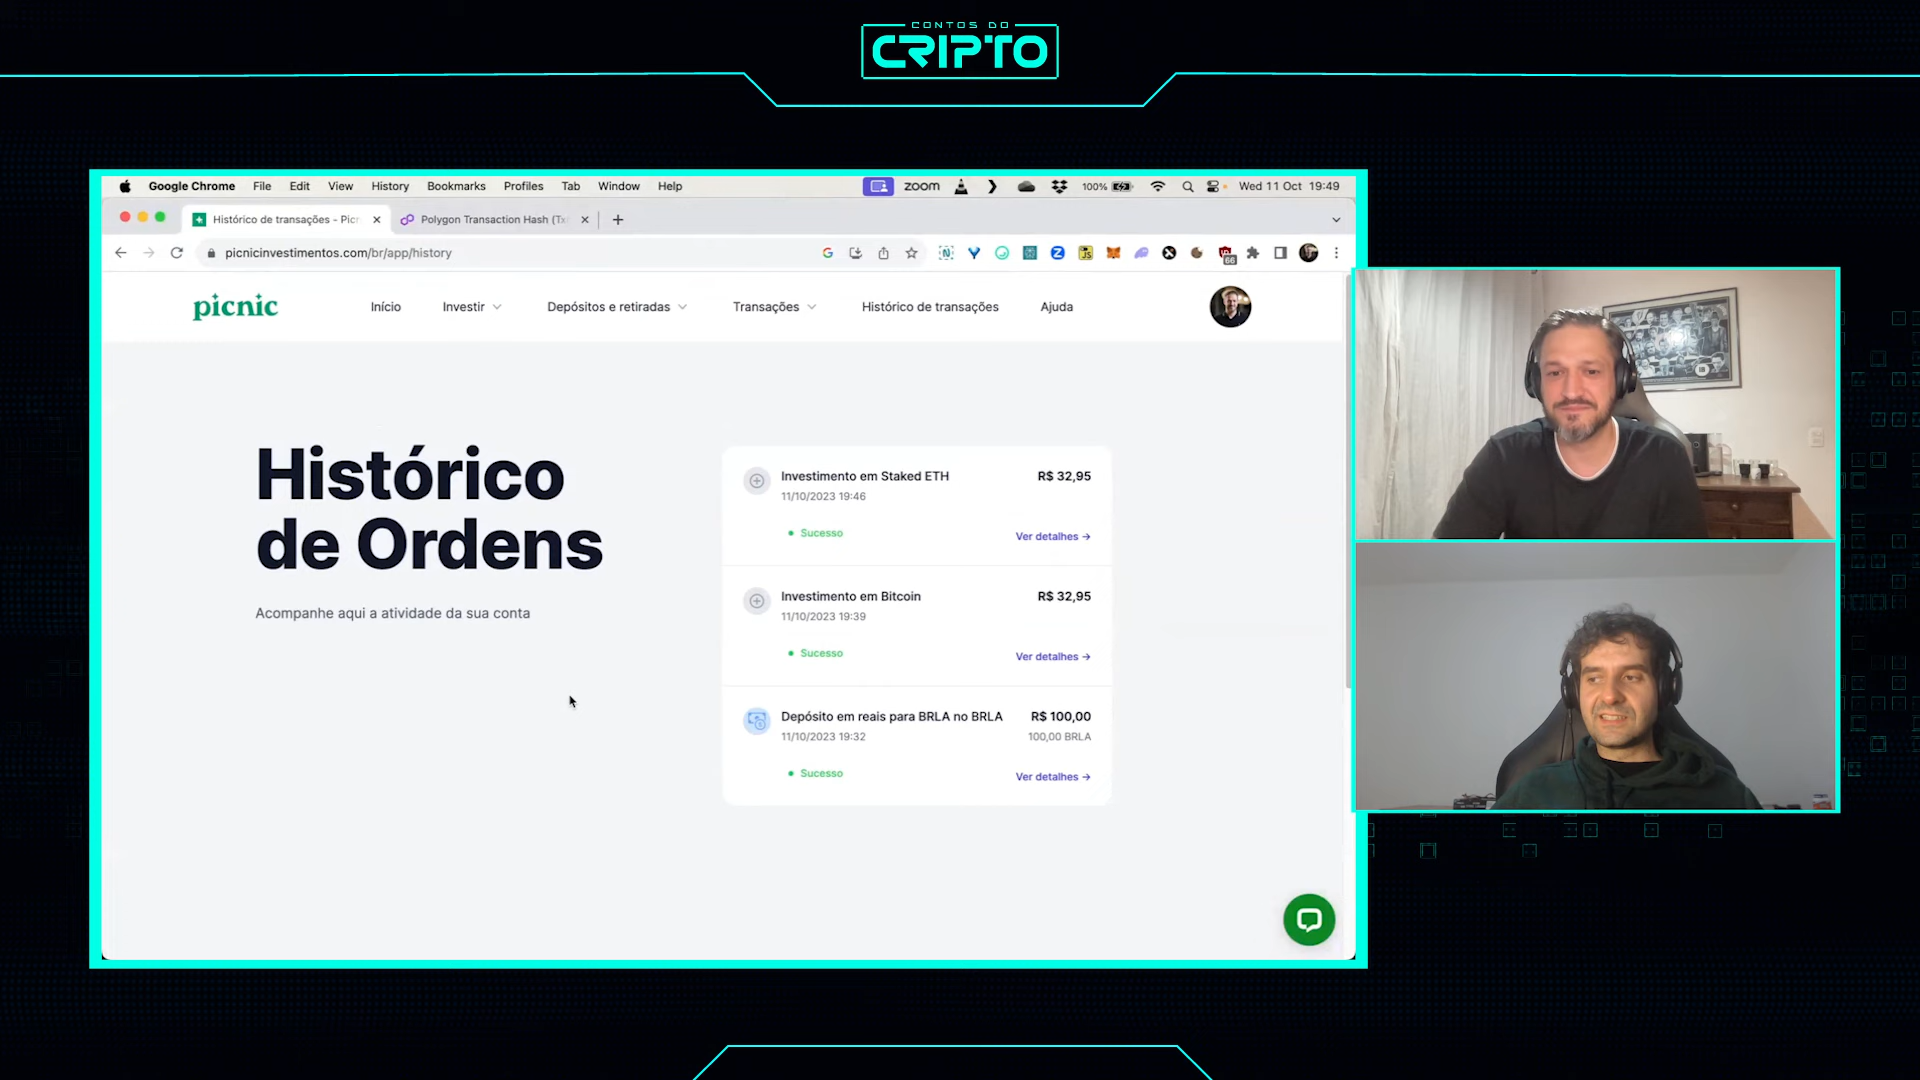 CONTOS DO
CRIPTO
Google Chrome File Edit View History Bookmarks Profiles Tab Window Help zoom 100% Wed 11 Oct 19:49
Histórico de transações - Picn Polygon Transaction Hash (Tx
picnicinvestimentos.com/br/app/history
66
picnic Início Investir Depósitos e retiradas Transações Histórico de transações Ajuda
Histórico
de Ordens
Acompanhe aqui a atividade da sua conta
Investimento em Staked ETH R$ 32,95
11/10/2023 19:46
Sucesso Ver detalhes →
Investimento em Bitcoin R$ 32,95
11/10/2023 19:39
Sucesso Ver detalhes →
Depósito em reais para BRLA no BRLA R$ 100,00
11/10/2023 19:32 100,00 BRLA
Sucesso Ver detalhes →